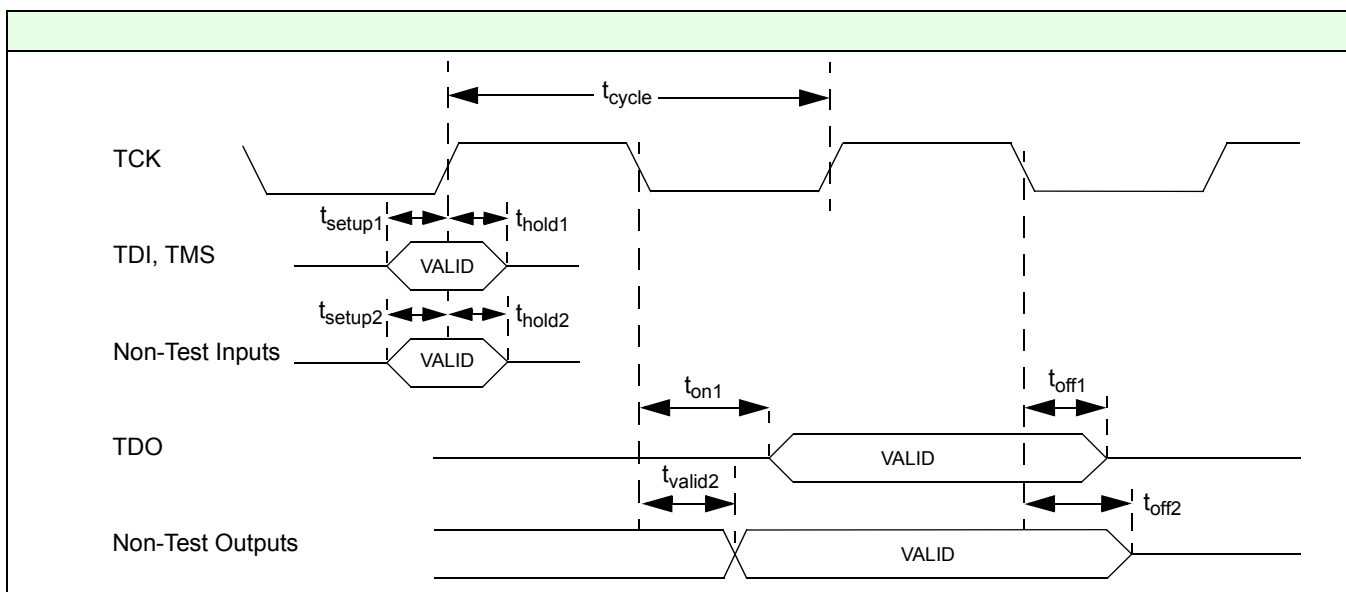 tcycle
TCK
tsetup1
thold1
TDI, TMS
VALID
tsetup2
thold2
Non-Test Inputs
VALID
ton1
toff1
TDO
VALID
tvalid2
toff2
Non-Test Outputs
VALID